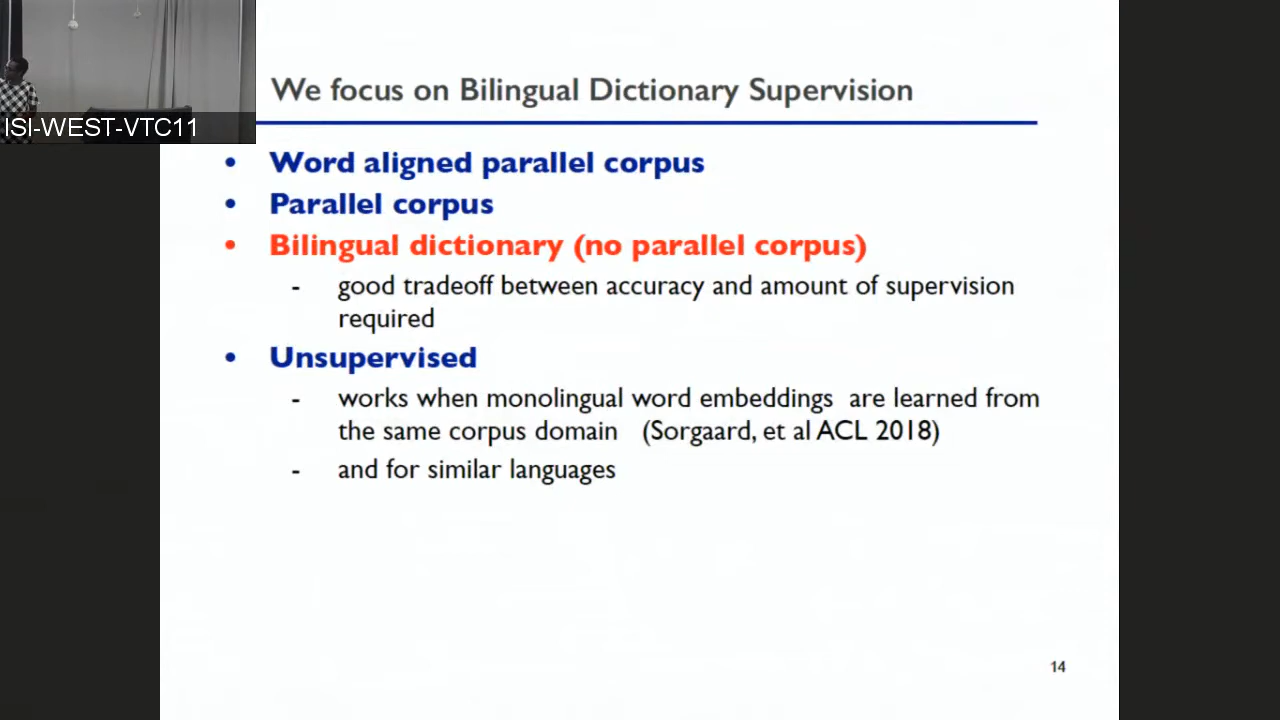 We focus on Bilingual Dictionary Supervision
ISI-WEST-VTC11
• Word aligned parallel corpus
• Parallel corpus
• Bilingual dictionary (no parallel corpus)
- good tradeoff between accuracy and amount of supervision
required
• Unsupervised
- works when monolingual word embeddings are learned from
the same corpus domain (Sorgaard, et al ACL 2018)
- and for similar languages
14